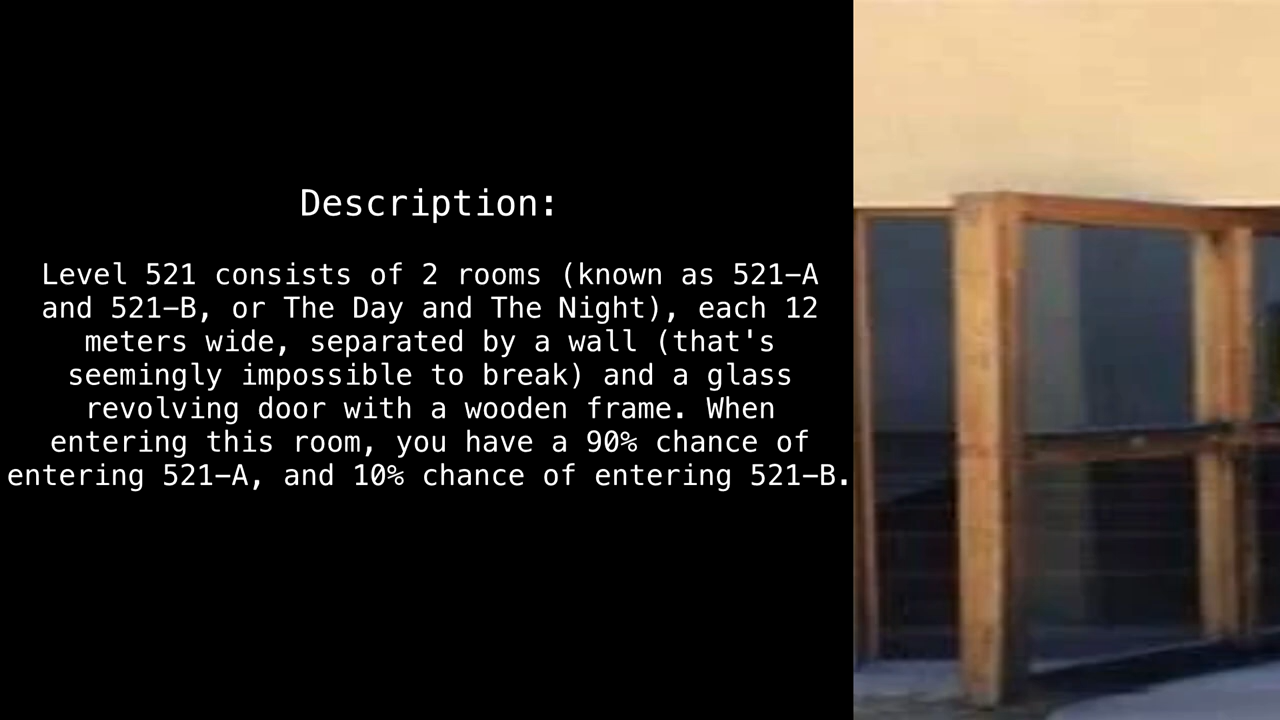 Description:
Level 521 consists of 2 rooms (known as 521-A
and 521-B, or The Day and The Night), each 12
meters wide, separated by a wall (that's
seemingly impossible to break) and a glass
revolving door with a wooden frame. When
entering this room, you have a 90% chance of
entering 521-A, and 10% chance of entering 521-B.